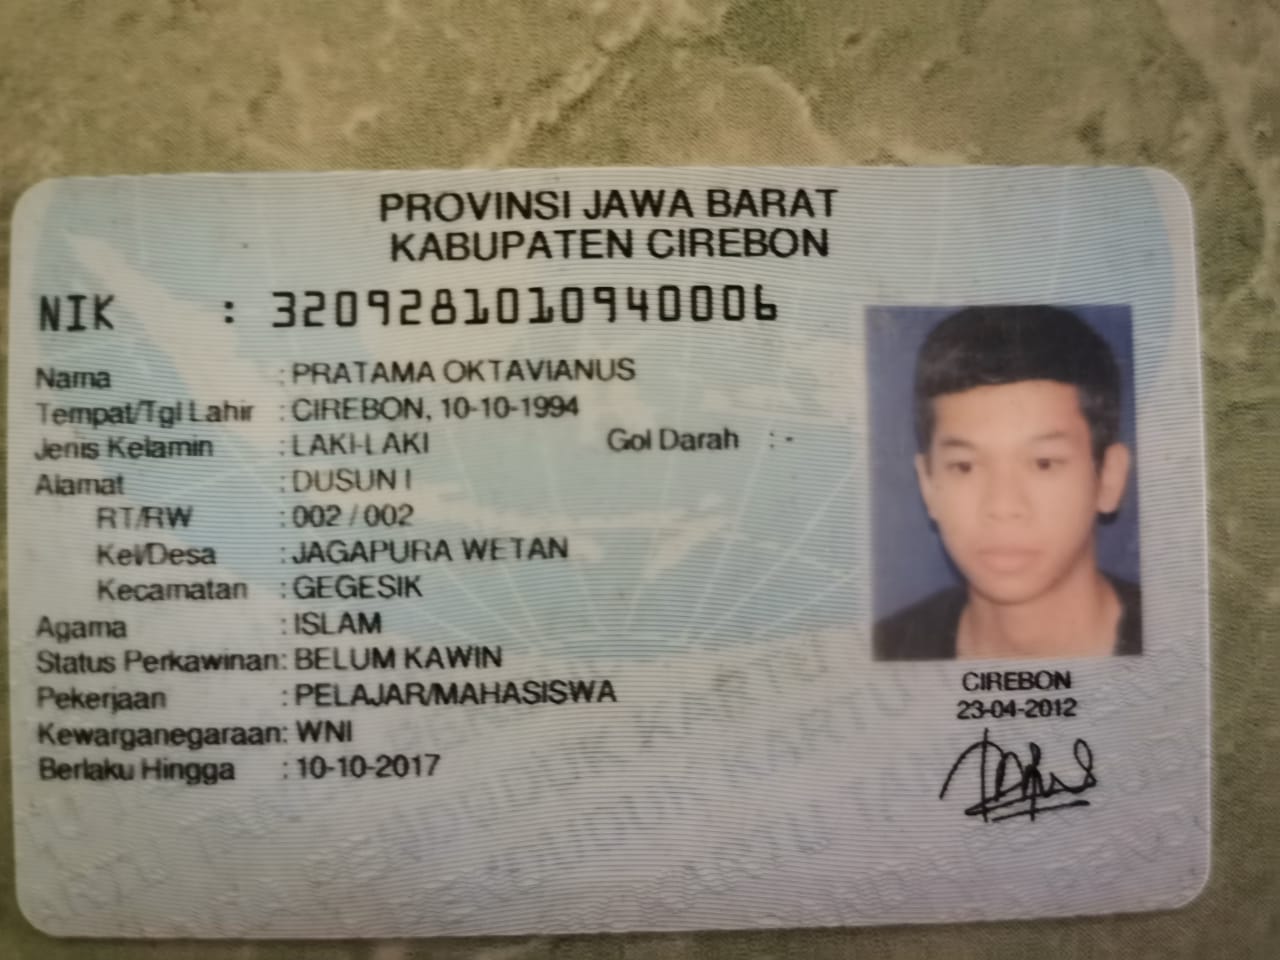 PROVINSI JAWA BARAT
KABUPATEN CIREBON
NIK : 3209281010940006
Nama : PRATAMA OKTAVIANUS
Tempat/Tgl Lahir : CIREBON, 10-10-1994
Jenis Kelamin : LAKI-LAKI Gol Darah : -
Alamat : DUSUN I
RT/RW : 002 / 002
Kel/Desa : JAGAPURA WETAN
Kecamatan : GEGESIK
Agama : ISLAM
Status Perkawinan: BELUM KAWIN
Pekerjaan : PELAJAR/MAHASISWA
Kewarganegaraan: WNI
Berlaku Hingga : 10-10-2017
CIREBON
23-04-2012